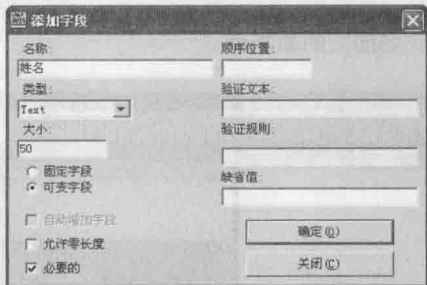 添加字段
名称:
姓名
类型:
Text
大小:
50
固定字段
可变字段
自动增加字段
允许零长度
必要的
顺序位置:
验证文本:
验证规则:
缺省值:
确定(O)
关闭(C)